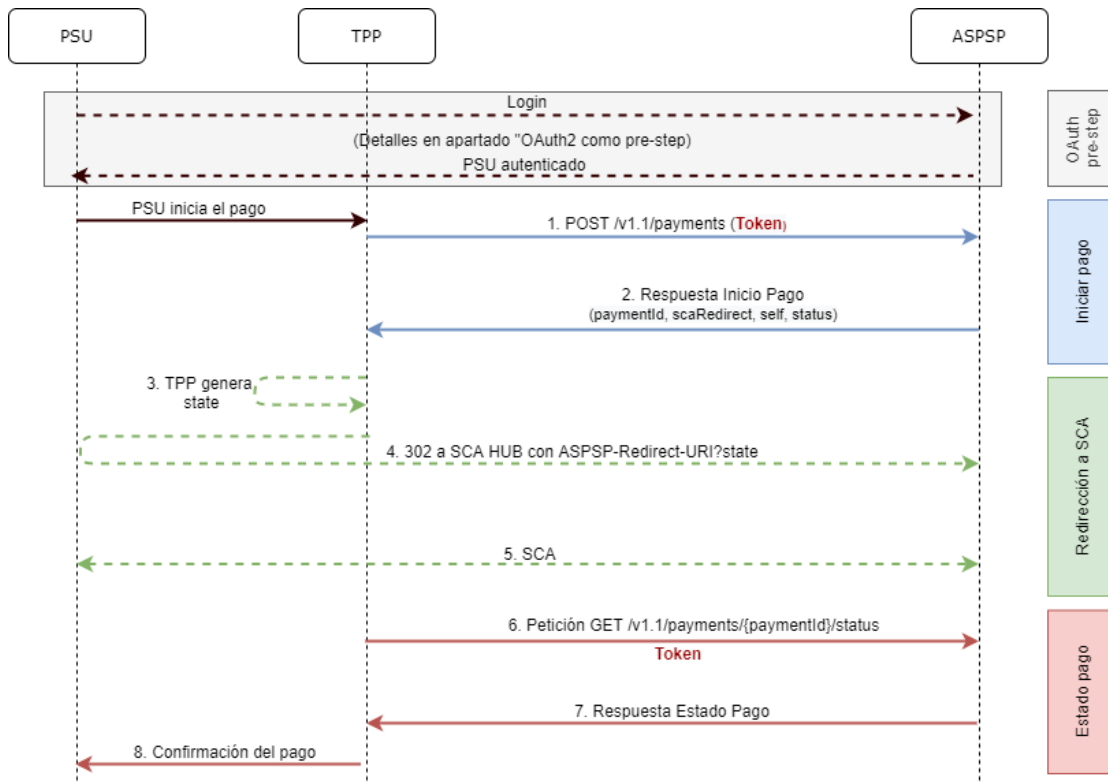 PSU
TPP
ASPSP
Login
(Detalles en apartado "OAuth2 como pre-step)
PSU autenticado
OAuth
pre-step
PSU inicia el pago
1. POST /v1.1/payments (Token)
2. Respuesta Inicio Pago
(paymentId, scaRedirect, self, status)
Iniciar pago
3. TPP genera
state
4. 302 a SCA HUB con ASPSP-Redirect-URI?state
5. SCA
Redirección a SCA
6. Petición GET /v1.1/payments/{paymentId}/status
Token
7. Respuesta Estado Pago
8. Confirmación del pago
Estado pago